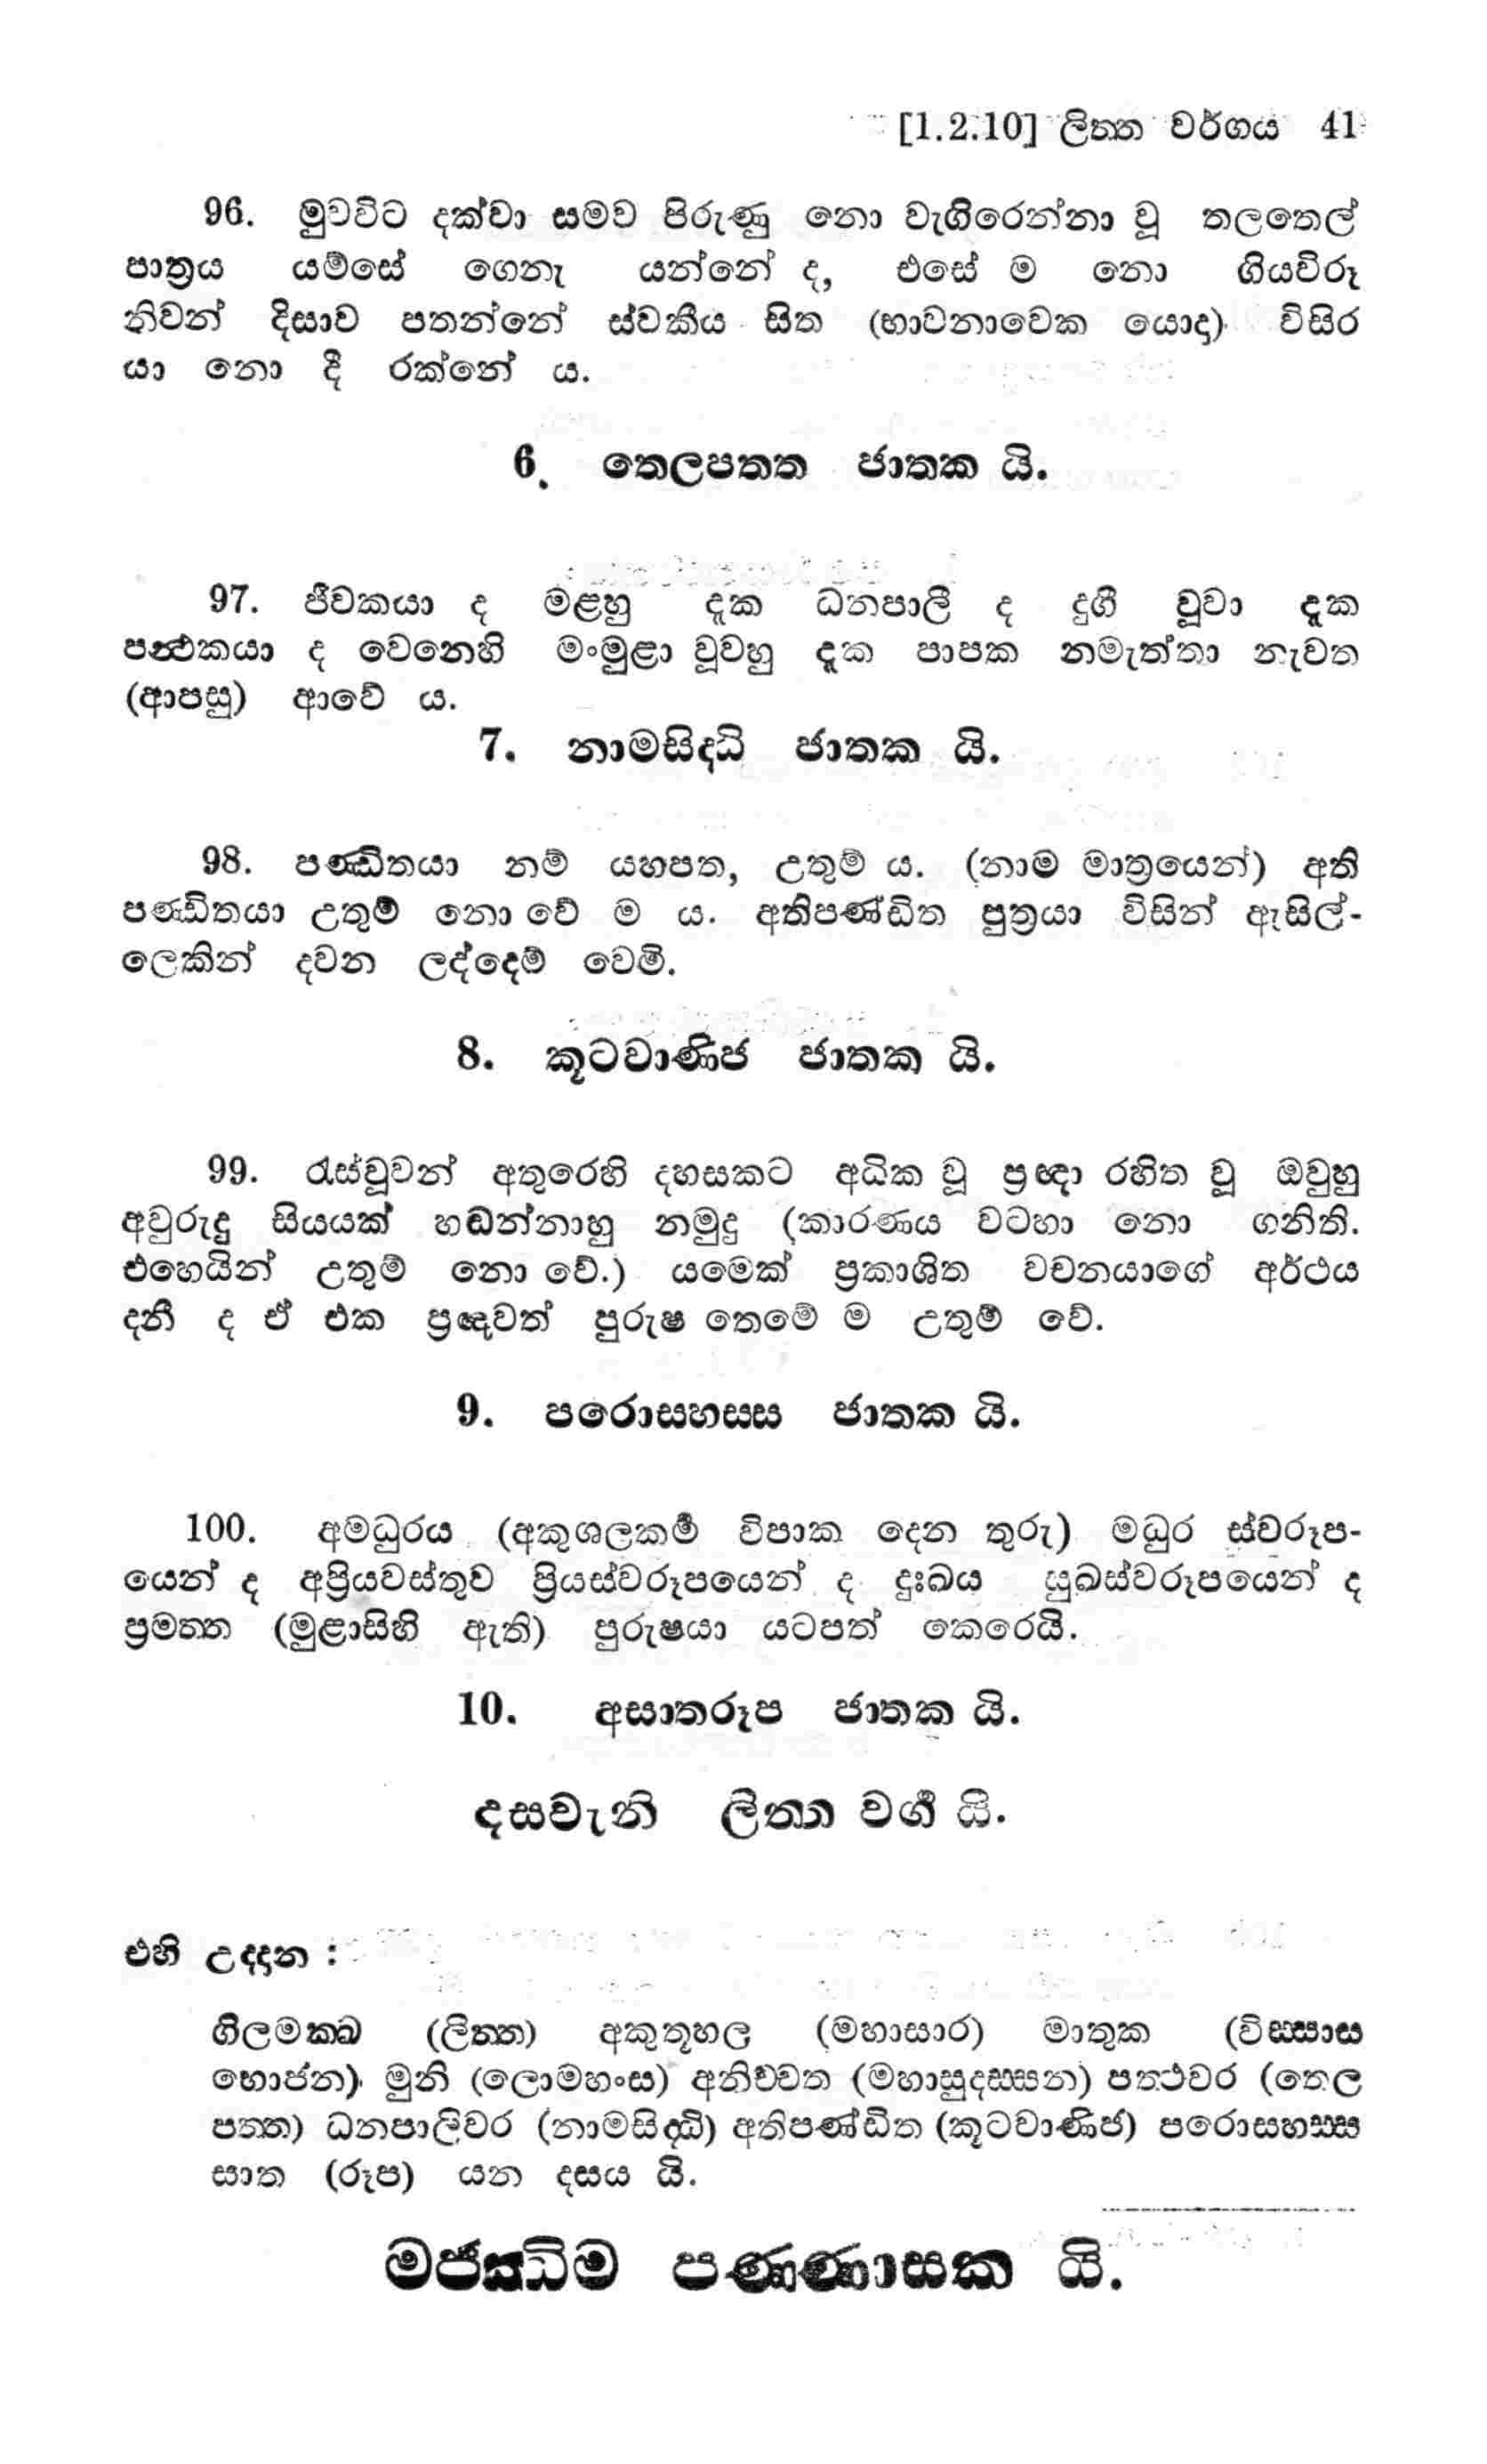 [1.2.10] ලිත්ත වර්ගය 41
96. මුවවිට දක්වා සමව පිරුණු නො වැගිරෙන්නා වූ තලතෙල්
පාත්‍රය යම්සේ ගෙනැ යන්නේ ද, එසේ ම නො ගියවිරූ
නිවන් දිසාව පතන්නේ ස්වකීය සිත (භාවනාවෙක යොදා) විසිර
යා නො දී රක්නේ ය.
6. තෙලපත්ත ජාතක යි.
97. ජීවකයා ද මළහු දැක ධනපාලී ද දුගී වූවා දැක
පන්‍ථකයා ද වෙනෙහි මංමුළා වූවහු දැක පාපක නමැත්තා නැවත
(ආපසු) ආවේ ය.
7. නාමසිද්ධි ජාතක යි.
98. පණ්ඩිතයා නම් යහපත, උතුම් ය. (නාම මාත්‍රයෙන්) අති
පණ්ඩිතයා උතුම් නො වේ ම ය. අතිපණ්ඩිත පුත්‍රයා විසින් ඇසිල්-
ලෙකින් දවන ලද්දෙම් වෙමි.
8. කූටවාණිජ ජාතක යි.
99. රැස්වූවන් අතුරෙහි දහසකට අධික වූ ප්‍රඥා රහිත වූ ඔවුහු
අවුරුදු සියයක් හඬන්නාහු නමුදු (කාරණය වටහා නො ගනිති.
එහෙයින් උතුම් නො වේ.) යමෙක් ප්‍රකාශිත වචනයාගේ අර්ථය
දනී ද ඒ එක ප්‍රඥාවත් පුරුෂ තෙමේ ම උතුම් වේ.
9. පරොසහස්ස ජාතක යි.
100. අමධුරය (අකුශලකර්‍ම විපාක දෙන තුරු) මධුර ස්වරූප-
යෙන් ද අප්‍රියවස්තුව ප්‍රියස්වරූපයෙන් ද දුඃඛය සුඛස්වරූපයෙන් ද
ප්‍රමත්ත (මුළාසිහි ඇති) පුරුෂයා යටපත් කෙරෙයි.
10. අසාතරූප ජාතක යි.
දසවැනි ලිත්ත වර්‍ග යි.
එහි උද්දාන :
ගිලමක්ඛ (ලිත්ත) අකුතූහල (මහාසාර) මාතුක (විස්සාස
භොජන) මුනි (ලොමහංස) අනිච්චත (මහාසුදස්සන) පත්‍ථවර (තෙල
පත්ත) ධනපාලිවර (නාමසිද්ධි) අතිපණ්ඩිත (කූටවාණිජ) පරොසහස්ස
සාත (රූප) යන දසය යි.
මජ්ඣිම පණ්ණාසක යි.